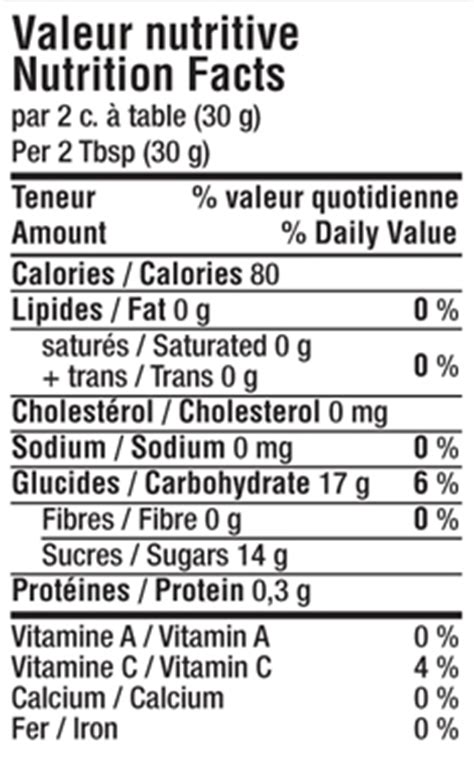 Valeur nutritive
Nutrition Facts
par 2 c. à table (30 g)
Per 2 Tbsp (30 g)
Teneur % valeur quotidienne
Amount % Daily Value
Calories / Calories 80
Lipides / Fat 0 g 0 %
saturés / Saturated 0 g
+ trans / Trans 0 g 0 %
Cholestérol / Cholesterol 0 mg
Sodium / Sodium 0 mg 0 %
Glucides / Carbohydrate 17 g 6 %
Fibres / Fibre 0 g 0 %
Sucres / Sugars 14 g
Protéines / Protein 0,3 g
Vitamine A / Vitamin A 0 %
Vitamine C / Vitamin C 4 %
Calcium / Calcium 0 %
Fer / Iron 0 %